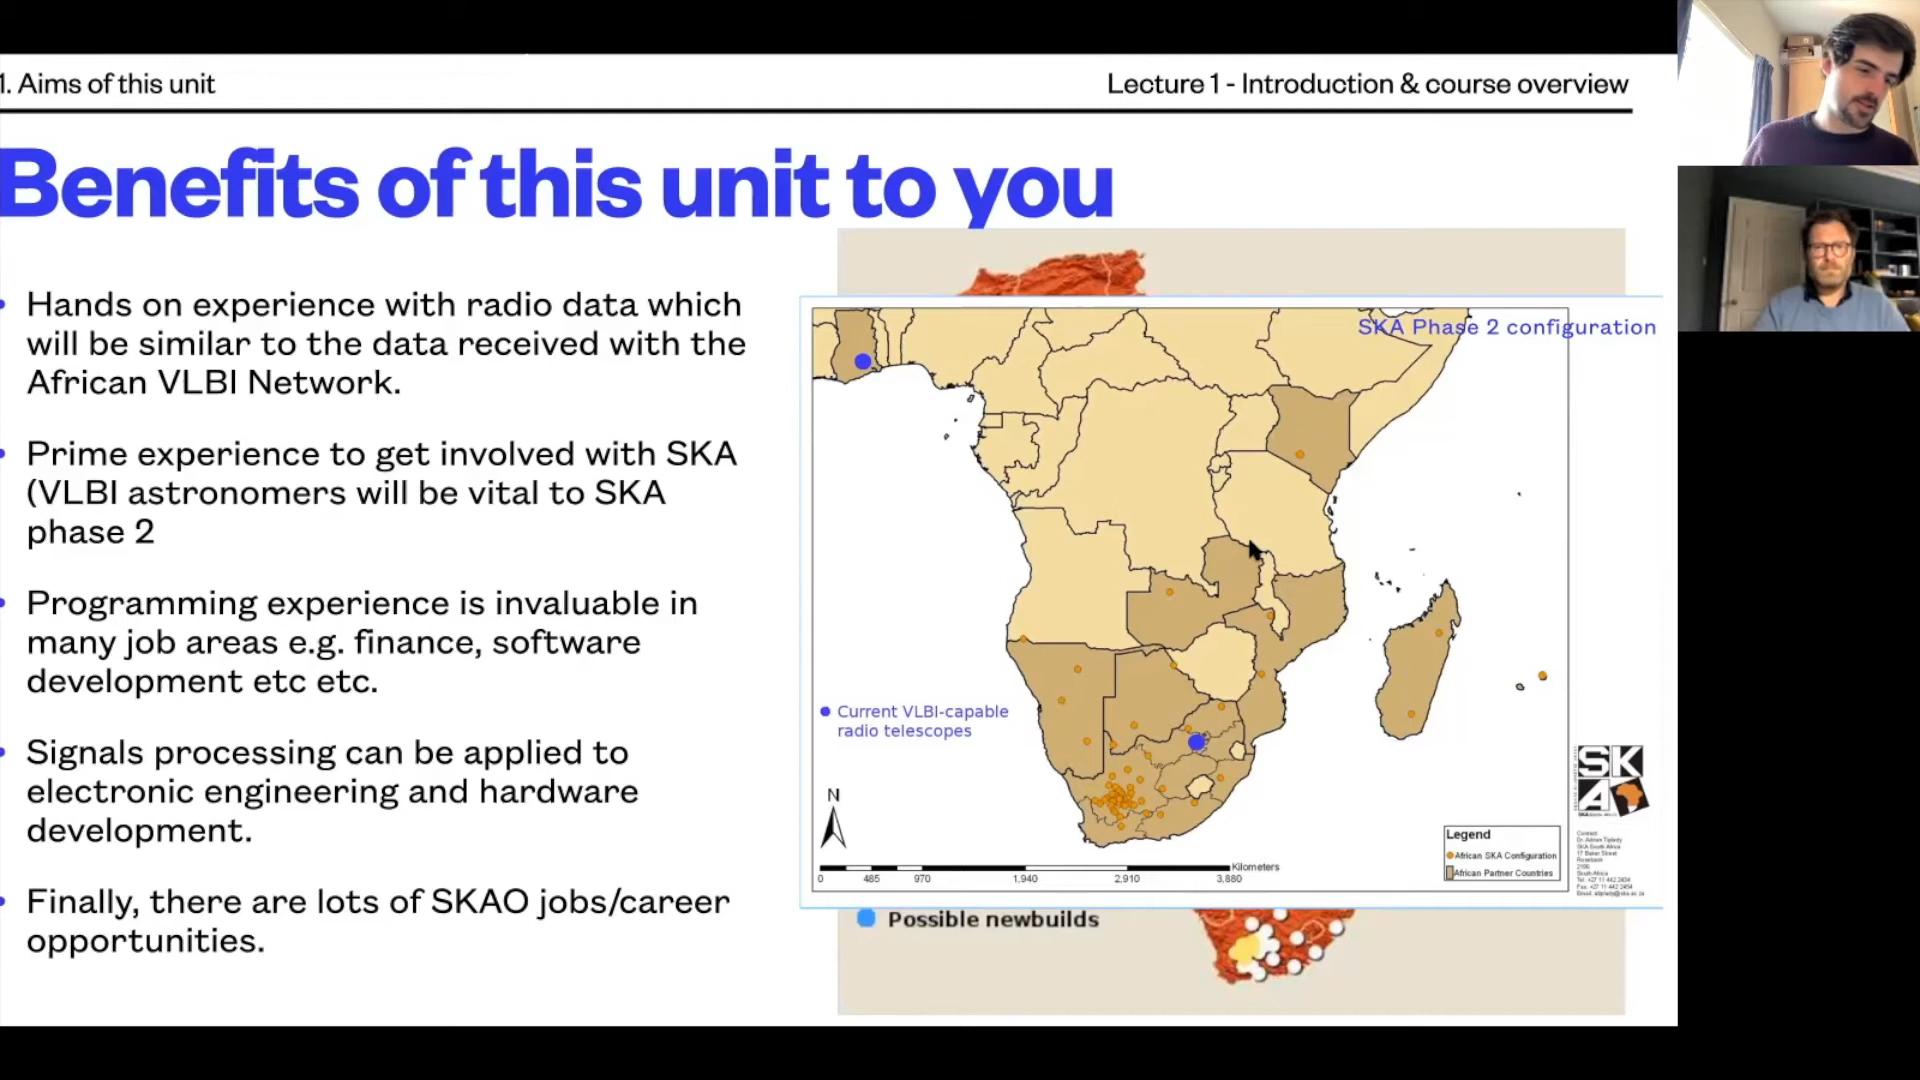 1. Aims of this unit
Lecture 1 - Introduction & course overview
Benefits of this unit to you
• Hands on experience with radio data which
will be similar to the data received with the
African VLBI Network.
• Prime experience to get involved with SKA
(VLBI astronomers will be vital to SKA
phase 2
• Programming experience is invaluable in
many job areas e.g. finance, software
development etc etc.
• Signals processing can be applied to
electronic engineering and hardware
development.
• Finally, there are lots of SKAO jobs/career
opportunities.
SKA Phase 2 configuration
Current VLBI-capable
radio telescopes
N
0 485 970 1,940 2,910 3,880
Kilometers
Legend
African SKA Configuration
African Partner Countries
SKA
Possible newbuilds